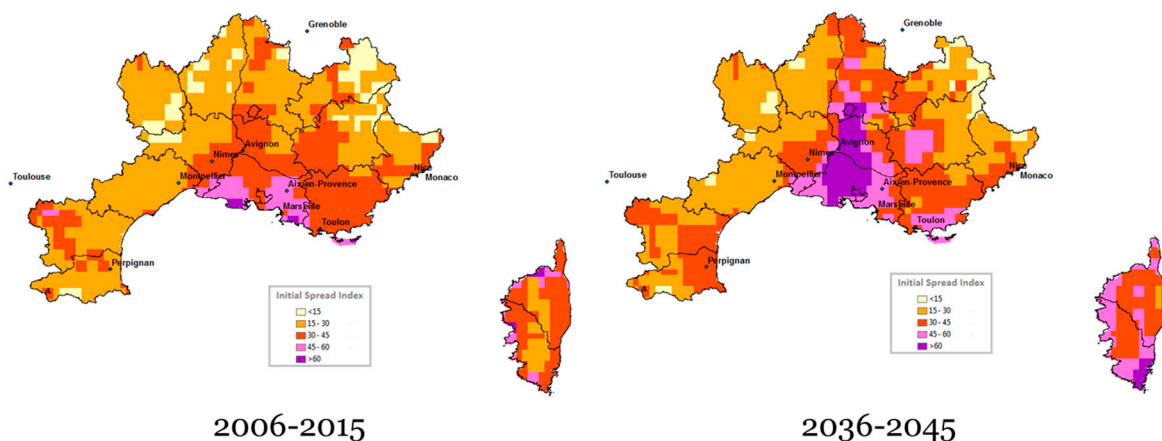 Grenoble
Avignon
Nimes
Toulouse
Montpellier
Aix/en-Provence
Nice
Monaco
Marseille
Toulon
Perpignan
Initial Spread Index
<15
15 - 30
30 - 45
45 - 60
>60
2006-2015
Grenoble
Avignon
Nimes
Toulouse
Montpellier
Aix/en-Provence
Nice
Monaco
Marseille
Toulon
Perpignan
Initial Spread Index
<15
15 - 30
30 - 45
45 - 60
>60
2036-2045